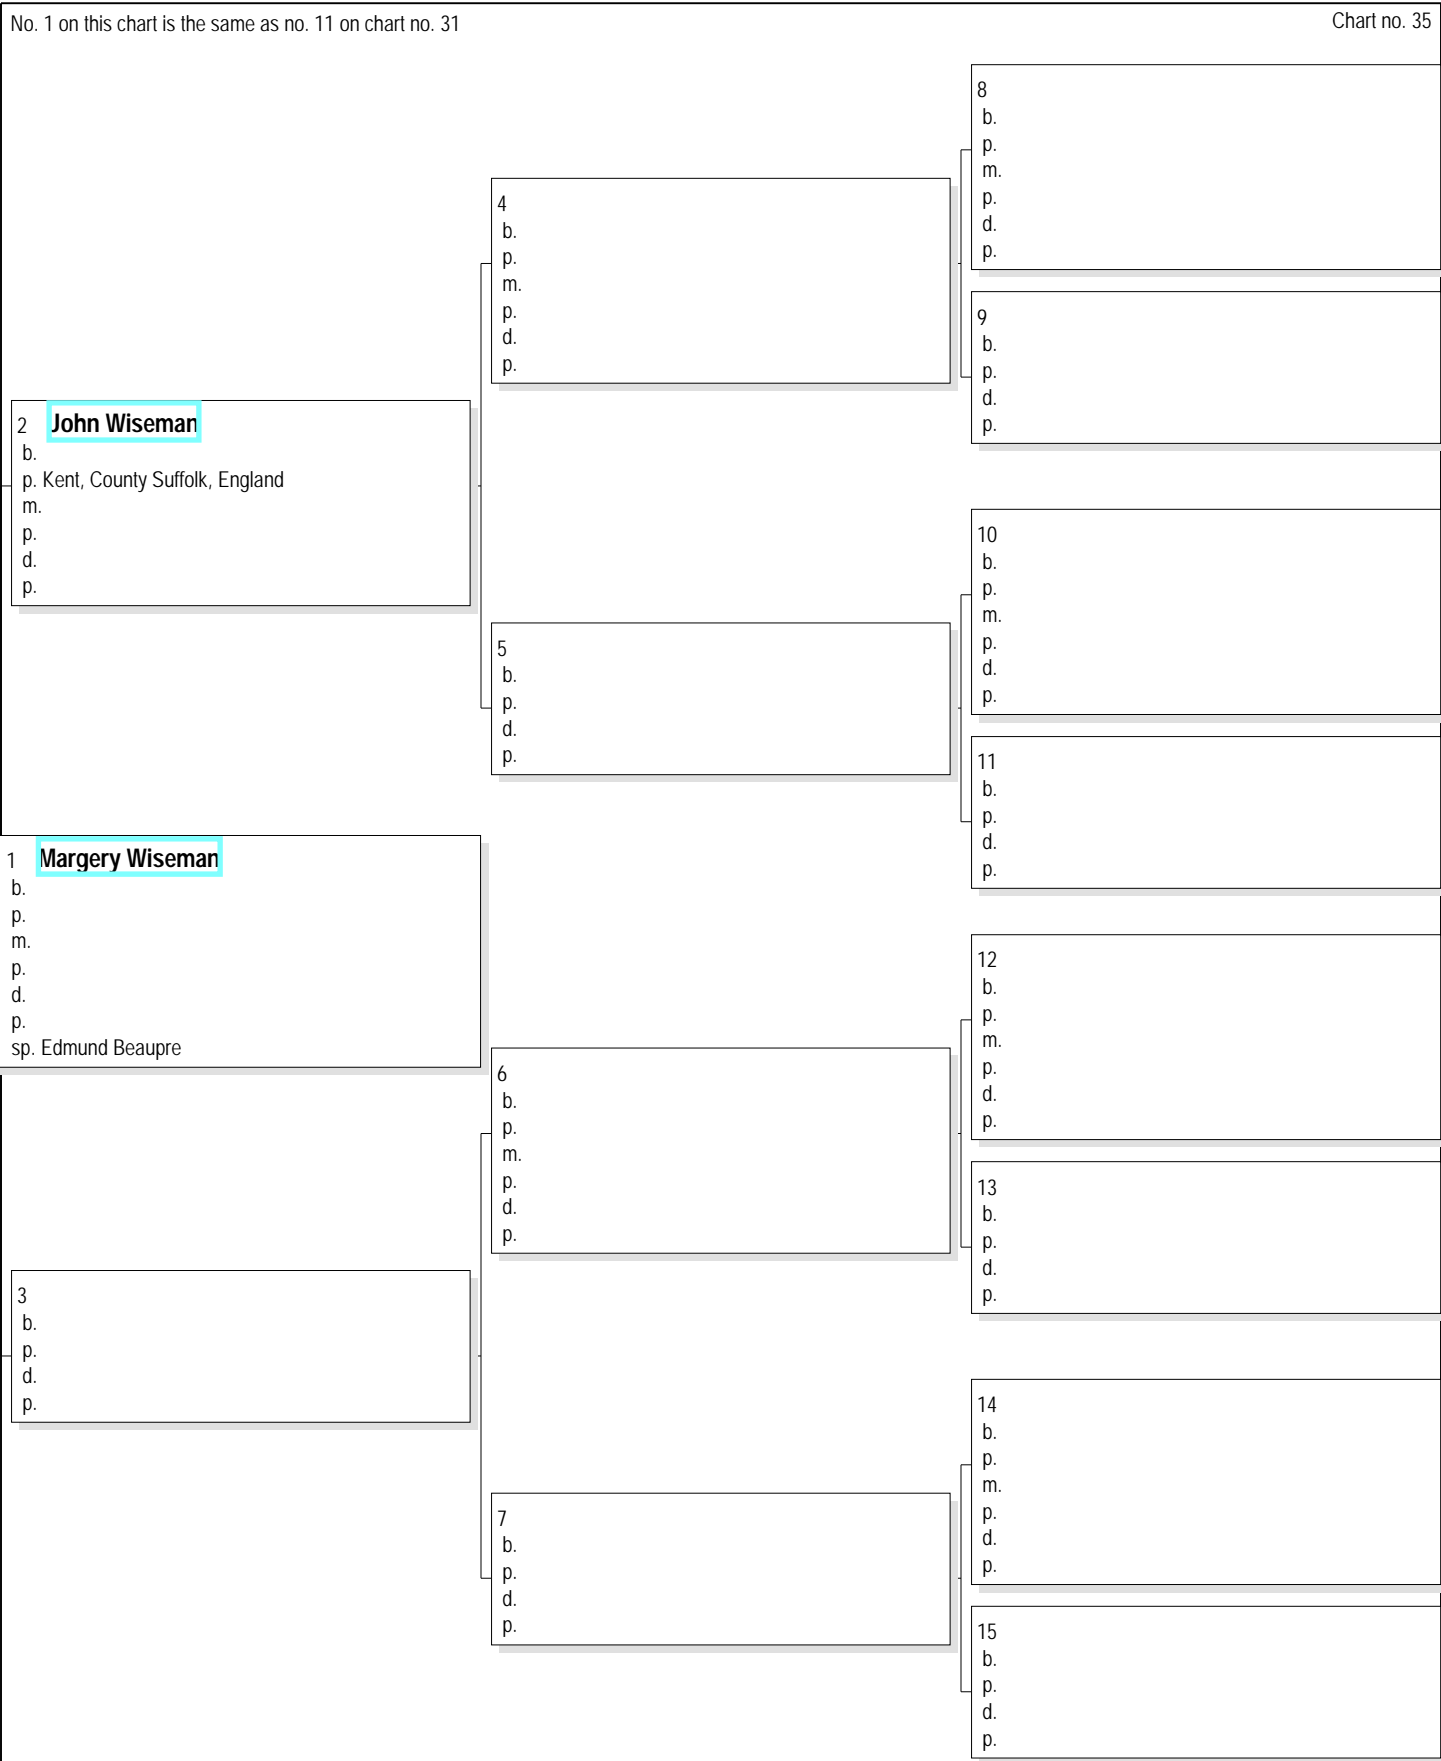 No. 1 on this chart is the same as no. 11 on chart no. 31
Chart no. 35
8
b.
p.
m.
p.
d.
p.
4
b.
p.
m.
p.
d.
p.
9
b.
p.
d.
p.
2 John Wiseman
b.
p. Kent, County Suffolk, England
m.
p.
d.
p.
10
b.
p.
m.
p.
d.
p.
5
b.
p.
d.
p.
11
b.
p.
d.
p.
1 Margery Wiseman
b.
p.
m.
p.
d.
p.
sp. Edmund Beaupre
12
b.
p.
m.
p.
d.
p.
6
b.
p.
m.
p.
d.
p.
13
b.
p.
d.
p.
3
b.
p.
d.
p.
14
b.
p.
m.
p.
d.
p.
7
b.
p.
d.
p.
15
b.
p.
d.
p.